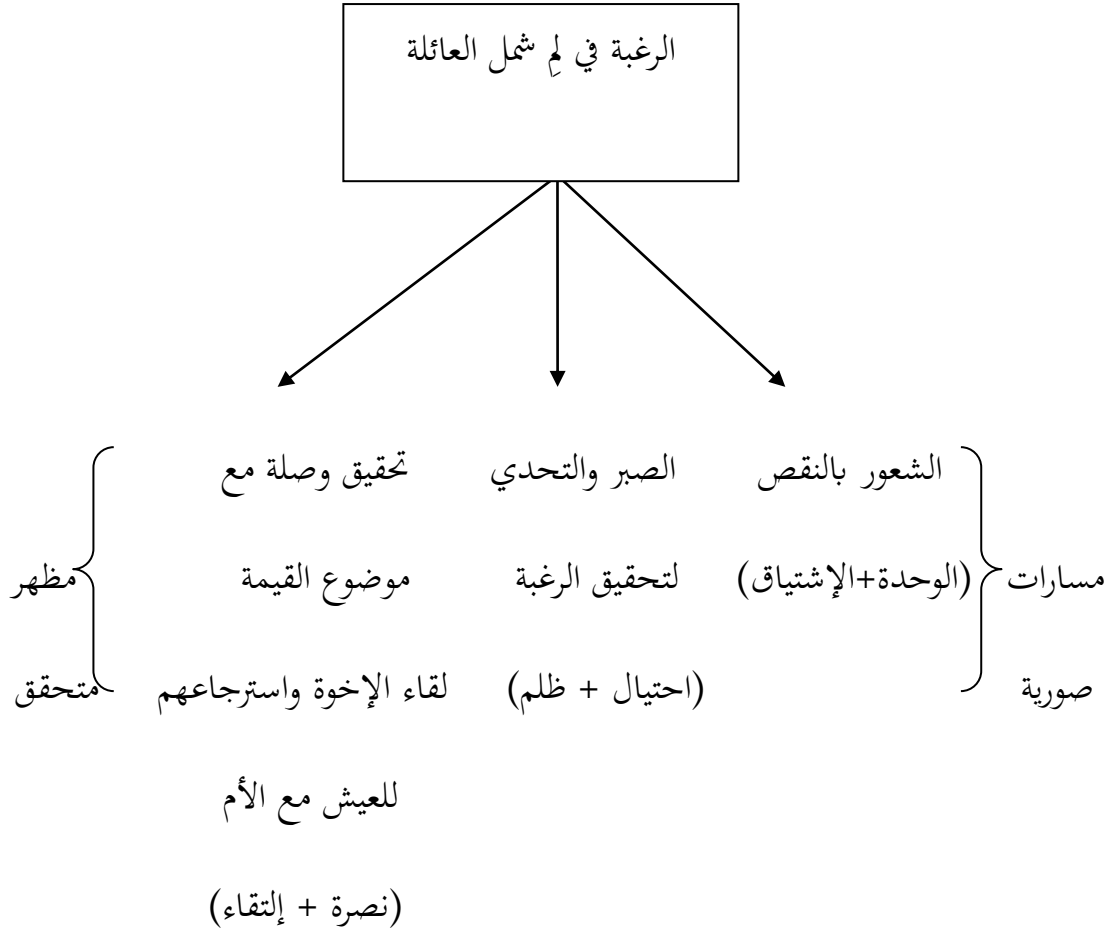 الرغبة في لِمِ شمل العائلة
الشعور بالنقص الصبر والتحدي تحقيق وصلة مع
مسارات (الوحدة+الإشتياق) لتحقيق الرغبة موضوع القيمة مظهر
صورية (احتيال + ظلم) لقاء الإخوة واسترجاعهم متحقق
للعيش مع الأم
(نصرة + إلتقاء)